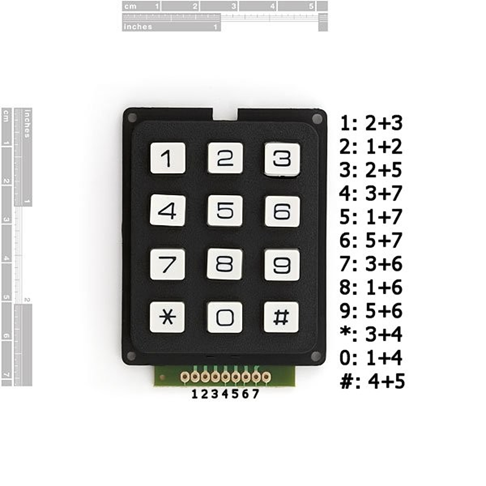 cm 1 2 3 4 5
inches 1
cm 1 2 3 4 5 6 7
inches 1 2
1 2 3
4 5 6
7 8 9
* 0 #
1234567
1: 2+3
2: 1+2
3: 2+5
4: 3+7
5: 1+7
6: 5+7
7: 3+6
8: 1+6
9: 5+6
*: 3+4
0: 1+4
#: 4+5